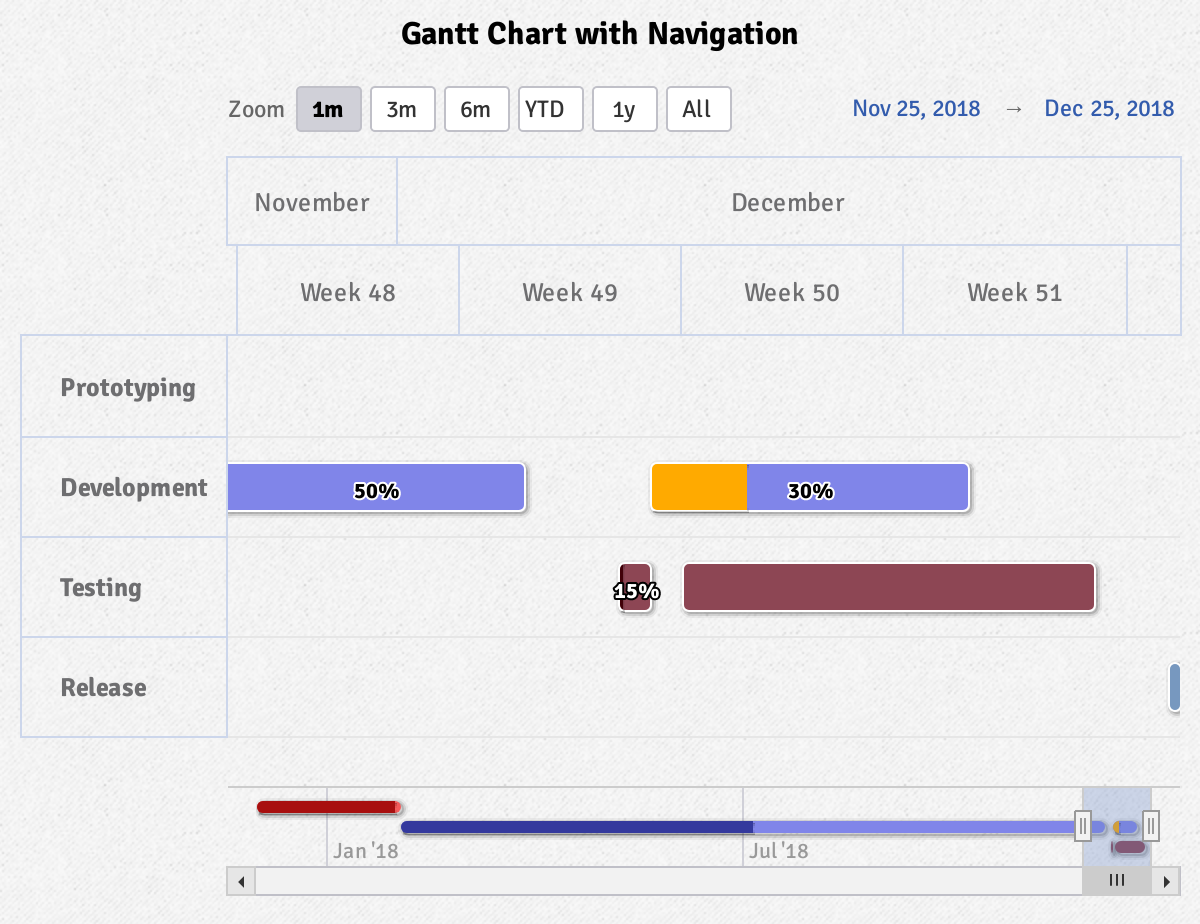 Gantt Chart with Navigation
Zoom 1m 3m 6m YTD 1y All Nov 25, 2018 → Dec 25, 2018
November December
Week 48 Week 49 Week 50 Week 51
Prototyping
Development 50% 30%
Testing 15%
Release
Jan '18 Jul '18